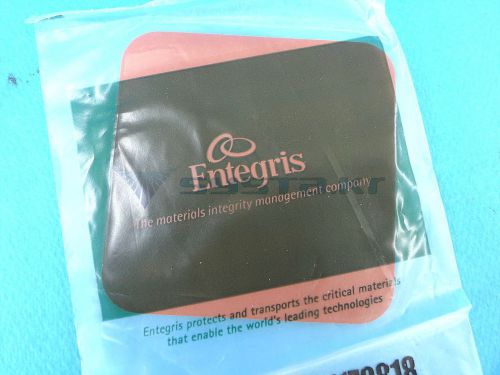 Entegris
The materials integrity management company
Entegris protects and transports the critical materials
that enable the world's leading technologies